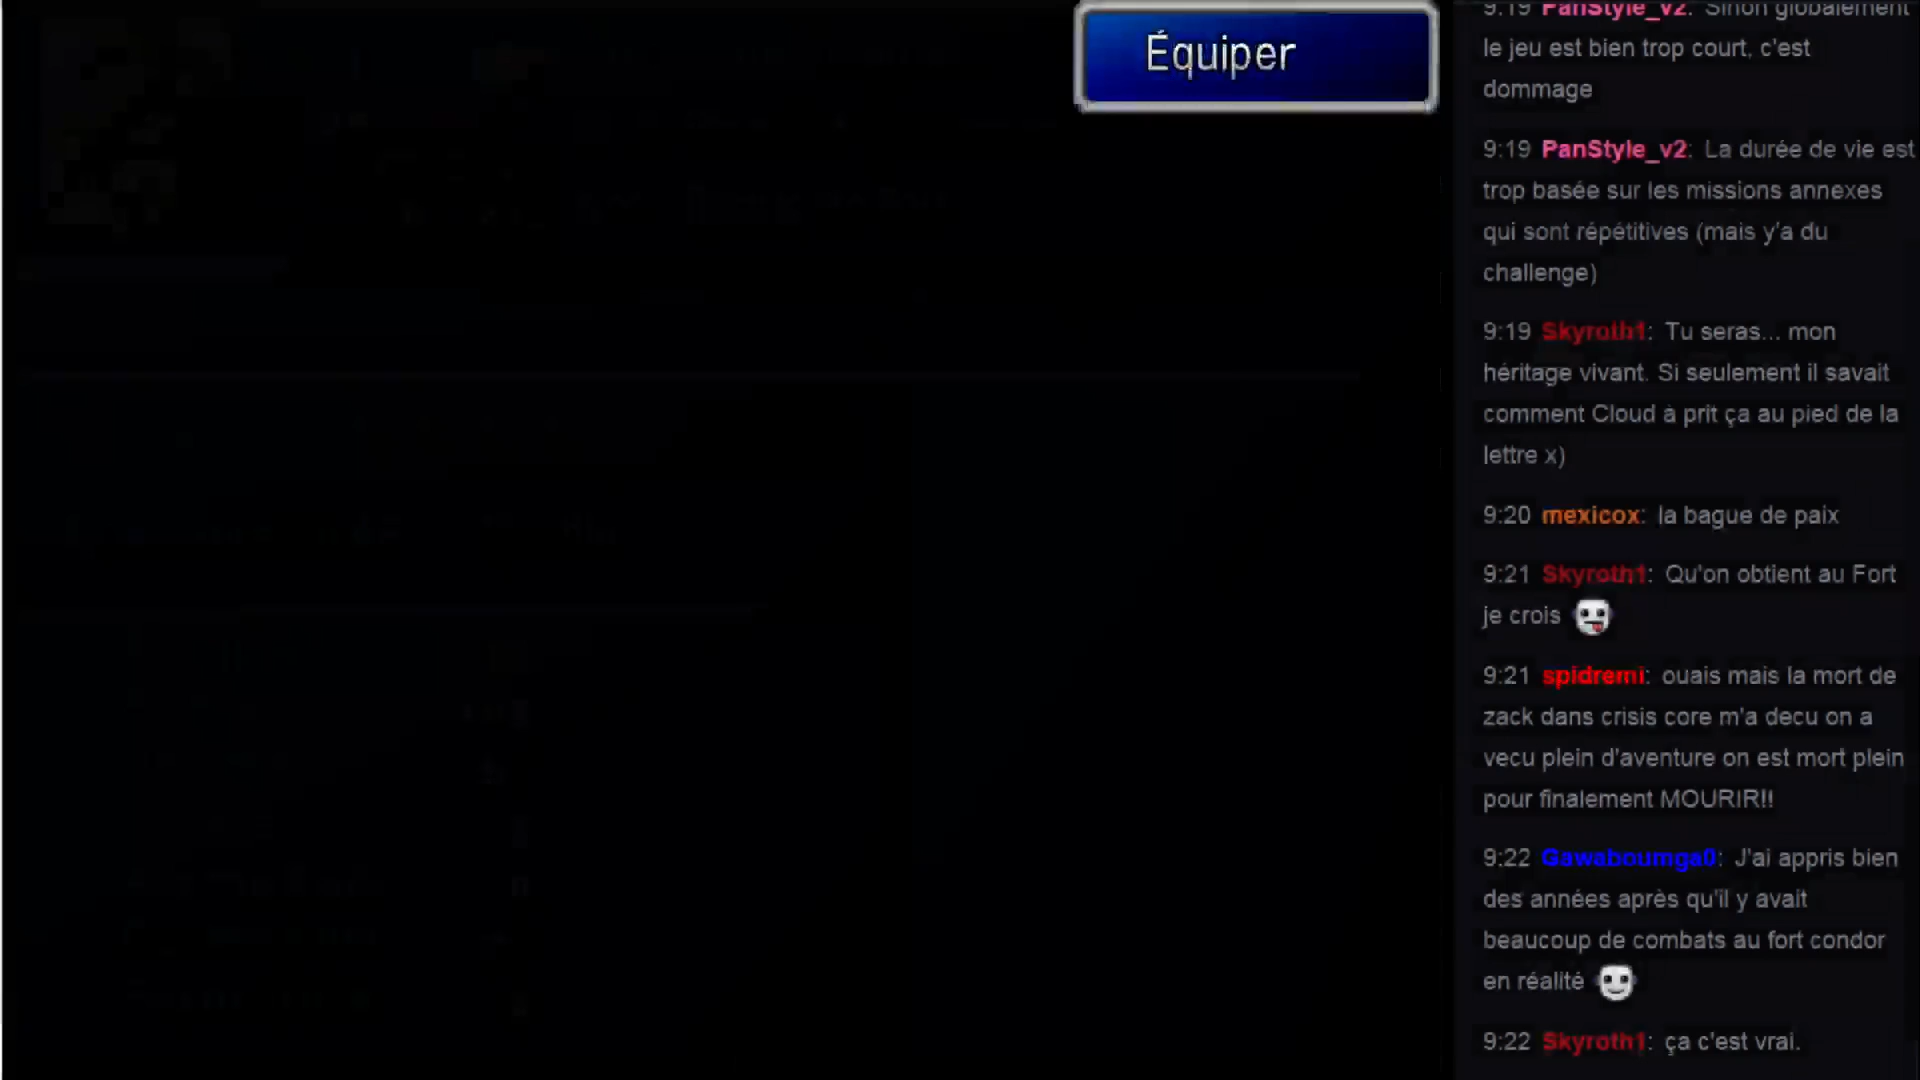 Équiper
9:19 PanStyle_v2: Sinon globalement
le jeu est bien trop court, c'est
dommage
9:19 PanStyle_v2: La durée de vie est
trop basée sur les missions annexes
qui sont répétitives (mais y'a du
challenge)
9:19 Skyroth1: Tu seras... mon
héritage vivant. Si seulement il savait
comment Cloud à prit ça au pied de la
lettre x)
9:20 mexicox: la bague de paix
9:21 Skyroth1: Qu'on obtient au Fort
je crois
9:21 spidremi: ouais mais la mort de
zack dans crisis core m'a decu on a
vecu plein d'aventure on est mort plein
pour finalement MOURIR!!
9:22 Gawaboumga0: J'ai appris bien
des années après qu'il y avait
beaucoup de combats au fort condor
en réalité
9:22 Skyroth1: ça c'est vrai.